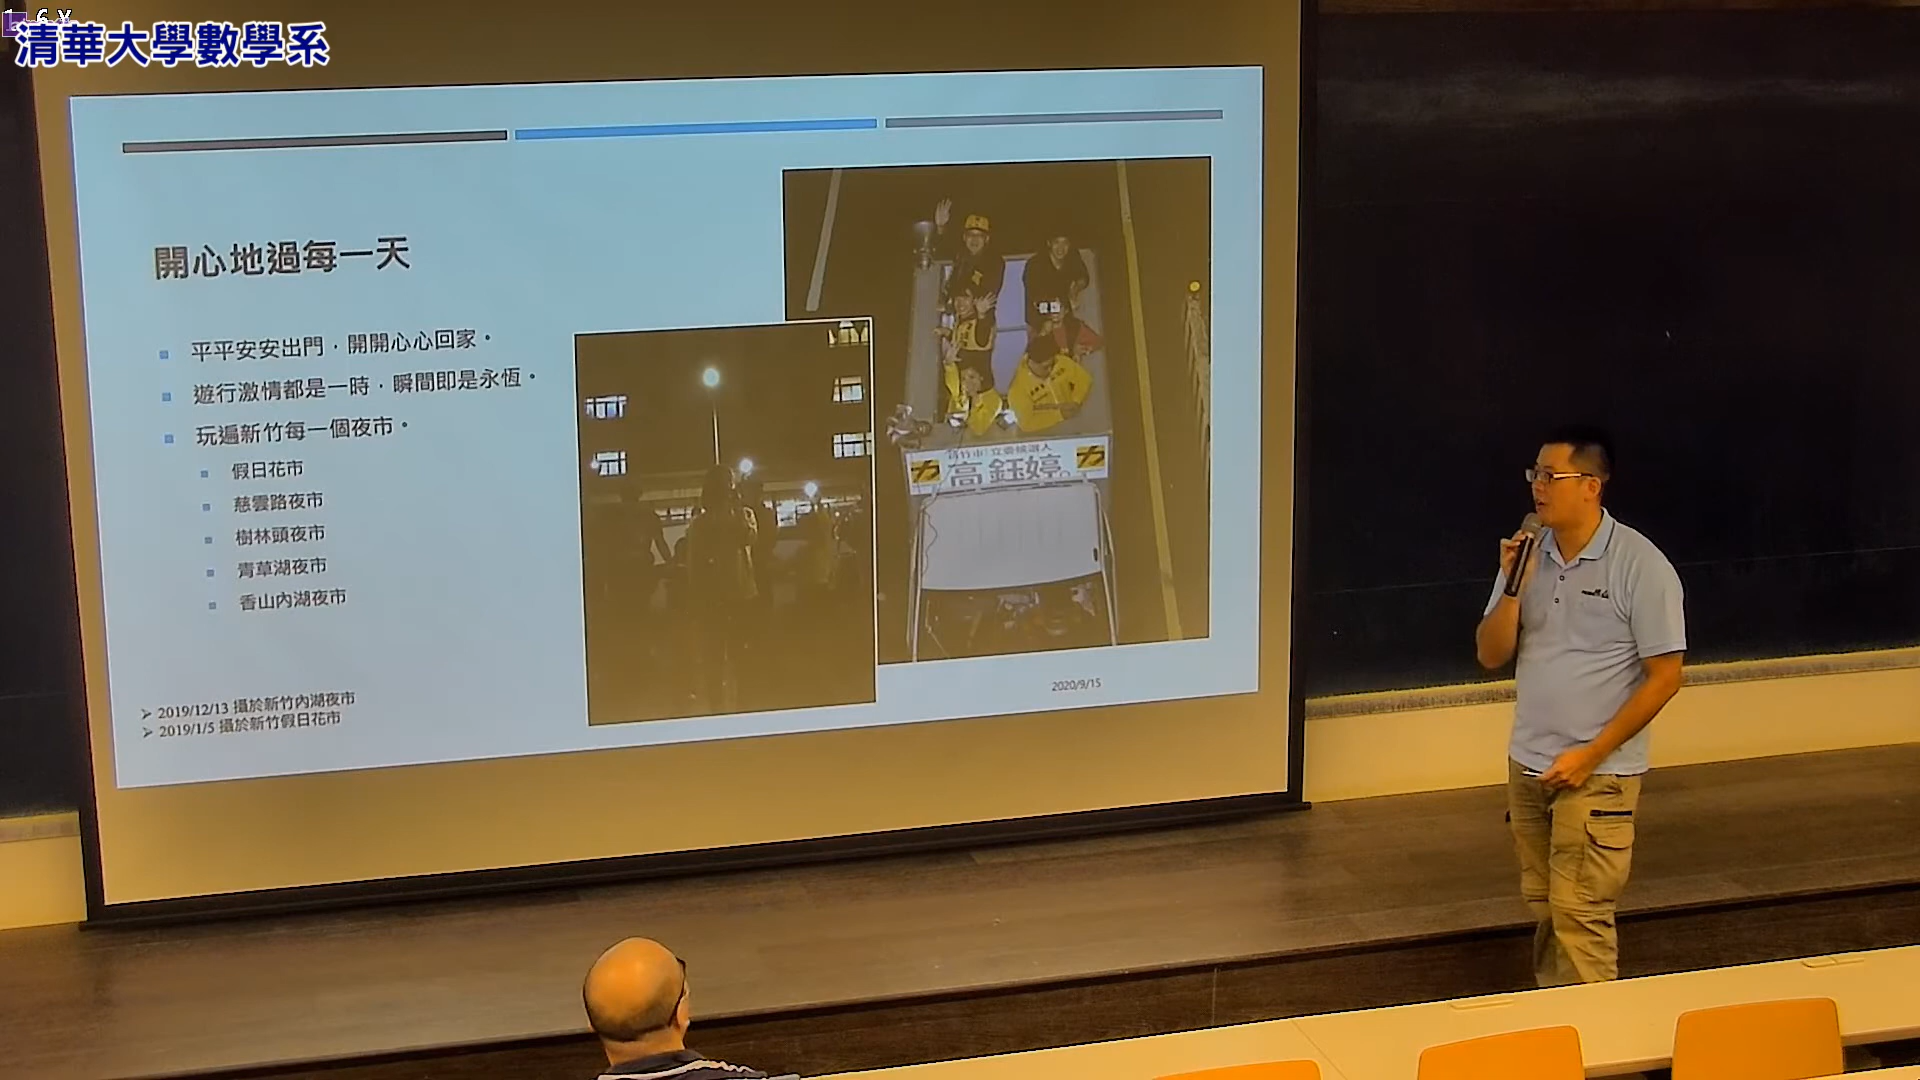 清華大學數學系
開心地過每一天
平平安安出門，開開心心回家。
遊行激情都是一時，瞬間即是永恆。
玩遍新竹每一個夜市。
假日花市
慈雲路夜市
樹林頭夜市
青草湖夜市
香山內湖夜市
新竹市 立委候選人
高鈺婷
2019/12/13 攝於新竹內湖夜市
2019/1/5 攝於新竹假日花市
2020/9/15